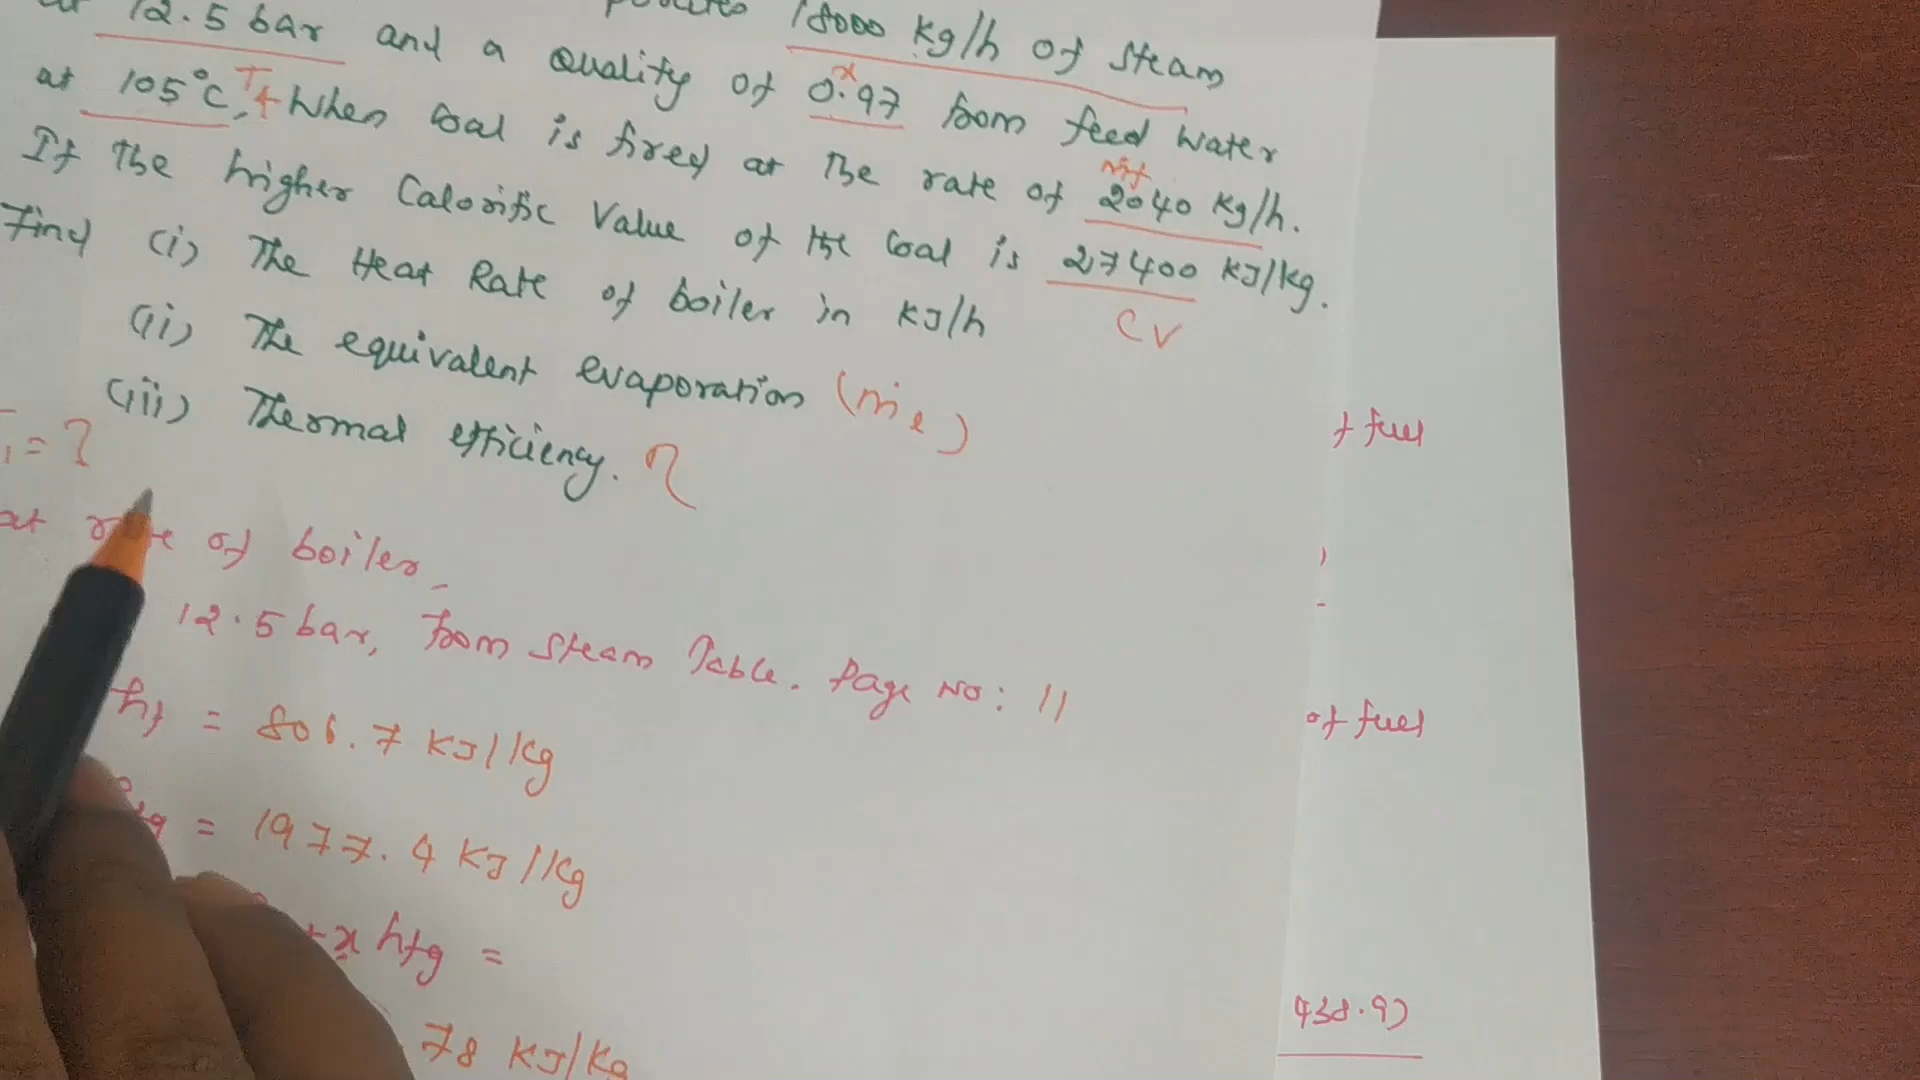 12.5 bar and a quality of 0.97 from feed water
18000 kg/h of steam
x
at 105°C, Tf When coal is fired at the rate of 2040 kg/h.
ṁf
If the higher Calorific Value of the coal is 27400 KJ/kg.
CV
Find (i) The Heat Rate of boiler in KJ/h
(ii) The equivalent evaporation (ṁe)
(iii) Thermal efficiency. η
= ?
of boiler,
12.5 bar, from Steam Table. Page No: 11
hf = 806.7 KJ/kg
= 1977.4 KJ/kg
+x hfg =
78 KJ/kg
f fuel
of fuel
438.97